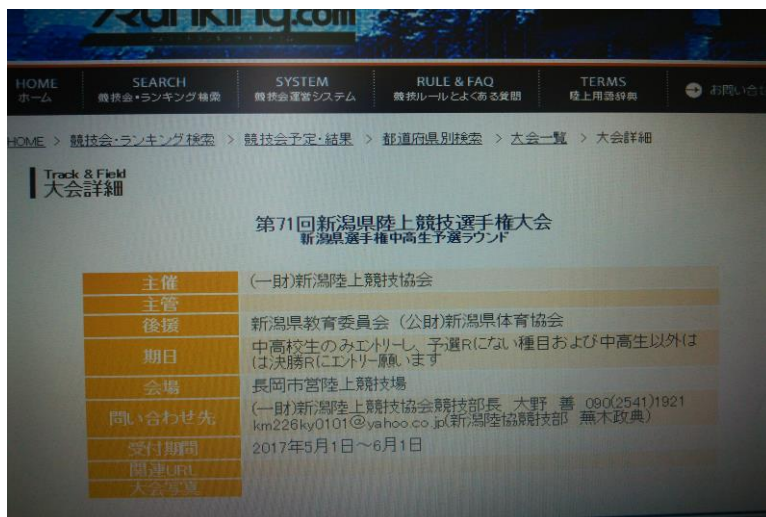 Ranking.com
HOME
ホーム
SEARCH
競技会・ランキング検索
SYSTEM
競技会運営システム
RULE & FAQ
競技ルールとよくある質問
TERMS
陸上用語辞典
お問い合
HOME > 競技会・ランキング検索 > 競技会予定・結果 > 都道府県別検索 > 大会一覧 > 大会詳細
Track & Field
大会詳細
第71回新潟県陸上競技選手権大会
新潟県選手権中高生予選ラウンド
主催 (一財)新潟陸上競技協会
主管
後援 新潟県教育委員会 (公財)新潟県体育協会
期日 中高校生のみエントリーし、予選Rにない種目および中高生以外は
は決勝Rにエントリー願います
会場 長岡市営陸上競技場
問い合わせ先 (一財)新潟陸上競技協会競技部長 大野 善 090(2541)1921
km226ky0101@yahoo.co.jp(新潟陸協競技部 蕪木政典)
受付期間 2017年5月1日～6月1日
関連URL
大会写真